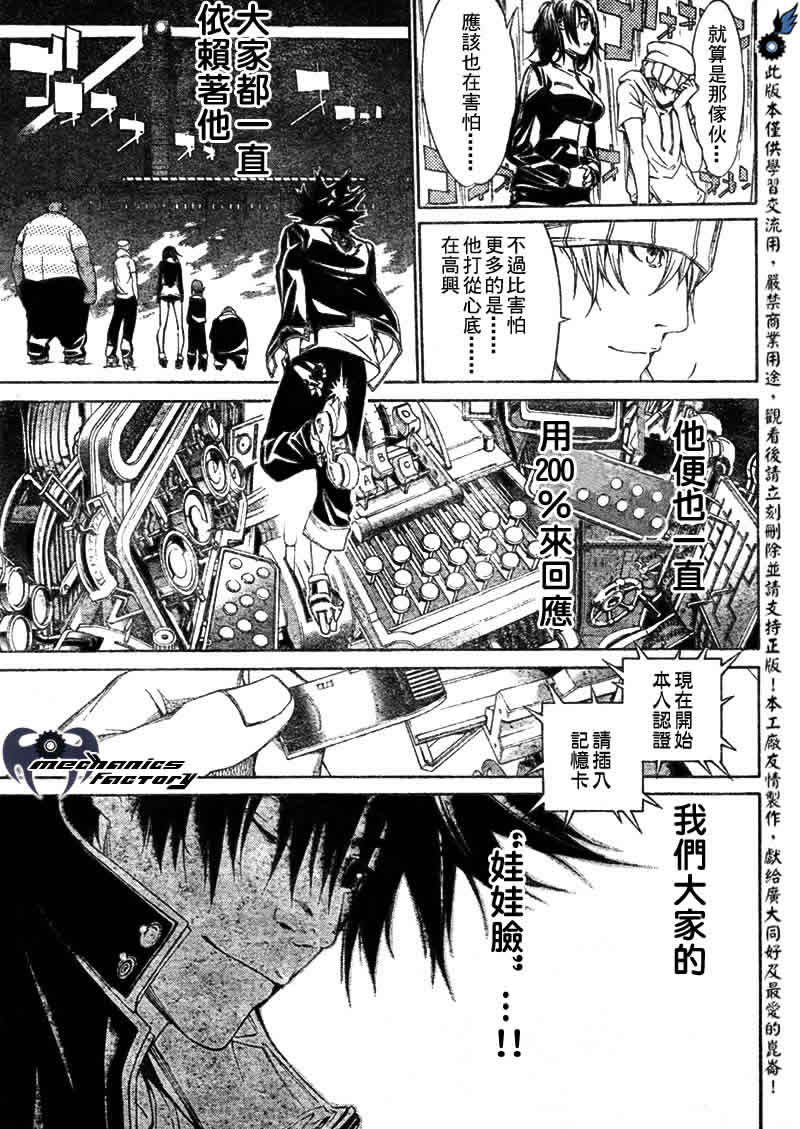 就算是那傢伙……
應該也在害怕……
大家都一直
依賴著他
不過比害怕
更多的是……
他打從心底……
在高興
他便也一直
用200%來回應
現在開始
本人認證
請插入
記憶卡
我們大家的
“娃娃臉”…!!
A
B
C
mechanics
factory
此版本僅供學習交流用，嚴禁商業用途，觀看後請立刻刪除並請支持正版！本工廠友情製作，獻給廣大同好及最愛的崑崙！